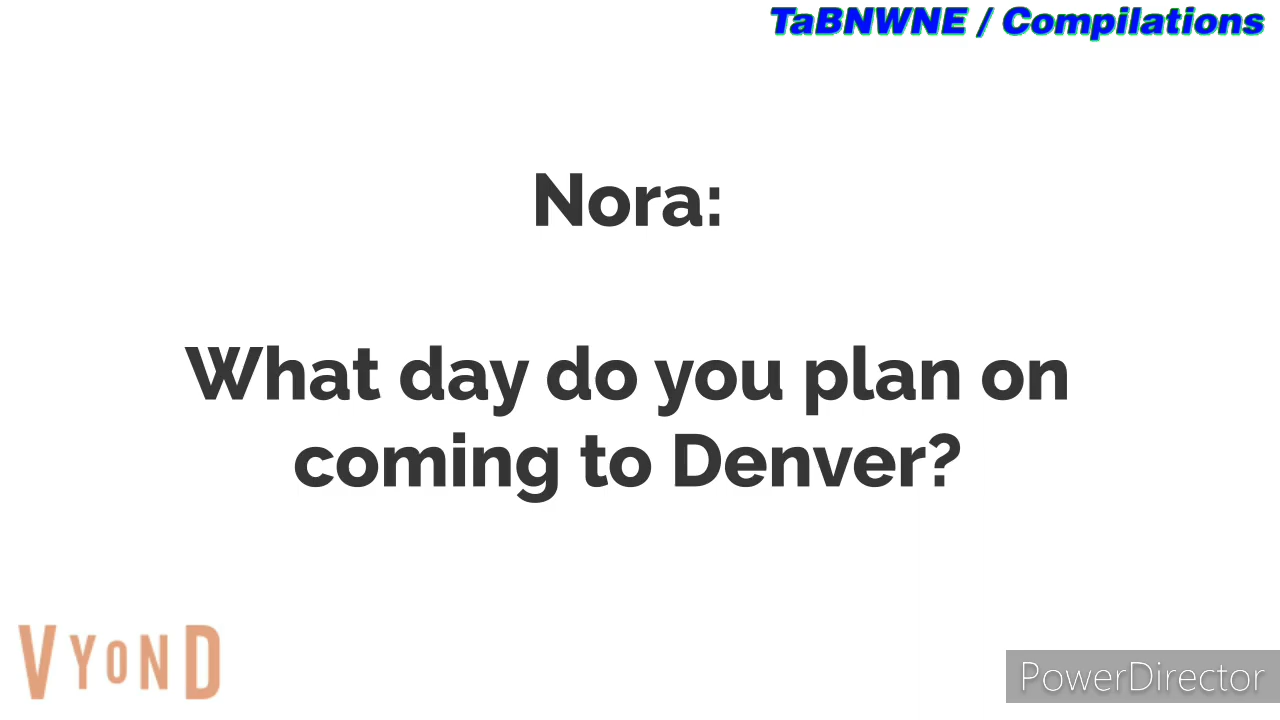 TaBNWNE / Compilations
Nora:
What day do you plan on
coming to Denver?
VYOND
PowerDirector